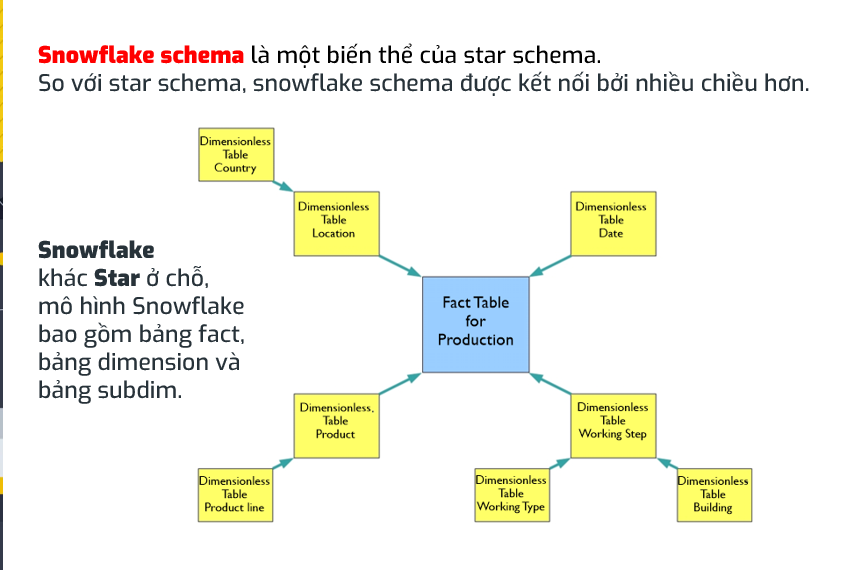 Snowflake schema là một biến thể của star schema.
So với star schema, snowflake schema được kết nối bởi nhiều chiều hơn.
Dimensionless
Table
Country
Dimensionless
Table
Location
Dimensionless
Table
Date
Snowflake
khác Star ở chỗ,
mô hình Snowflake
bao gồm bảng fact,
bảng dimension và
bảng subdim.
Fact Table
for
Production
Dimensionless.
Table
Product
Dimensionless
Table
Working Step
Dimensionless
Table
Product line
Dimensionless
Table
Working Type
Dimensionless
Table
Building